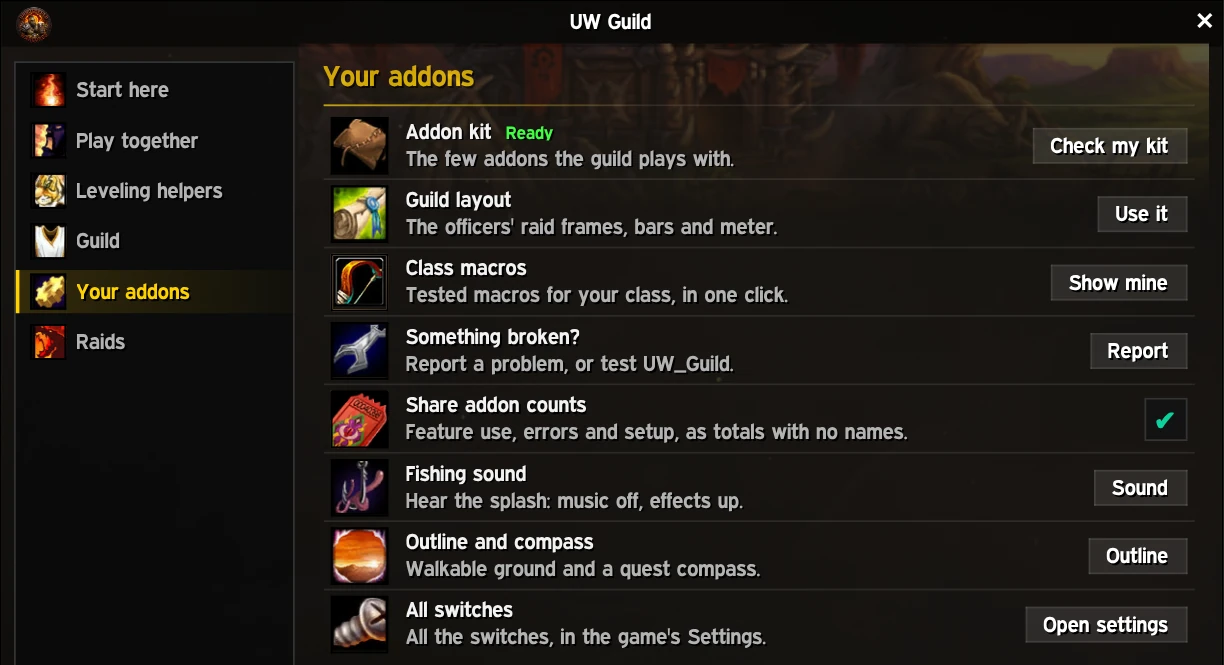 UW Guild
Start here
Play together
Leveling helpers
Guild
Your addons
Raids
Your addons
Addon kit Ready
The few addons the guild plays with.
Check my kit
Guild layout
The officers' raid frames, bars and meter.
Use it
Class macros
Tested macros for your class, in one click.
Show mine
Something broken?
Report a problem, or test UW_Guild.
Report
Share addon counts
Feature use, errors and setup, as totals with no names.
Fishing sound
Hear the splash: music off, effects up.
Sound
Outline and compass
Walkable ground and a quest compass.
Outline
All switches
All the switches, in the game's Settings.
Open settings